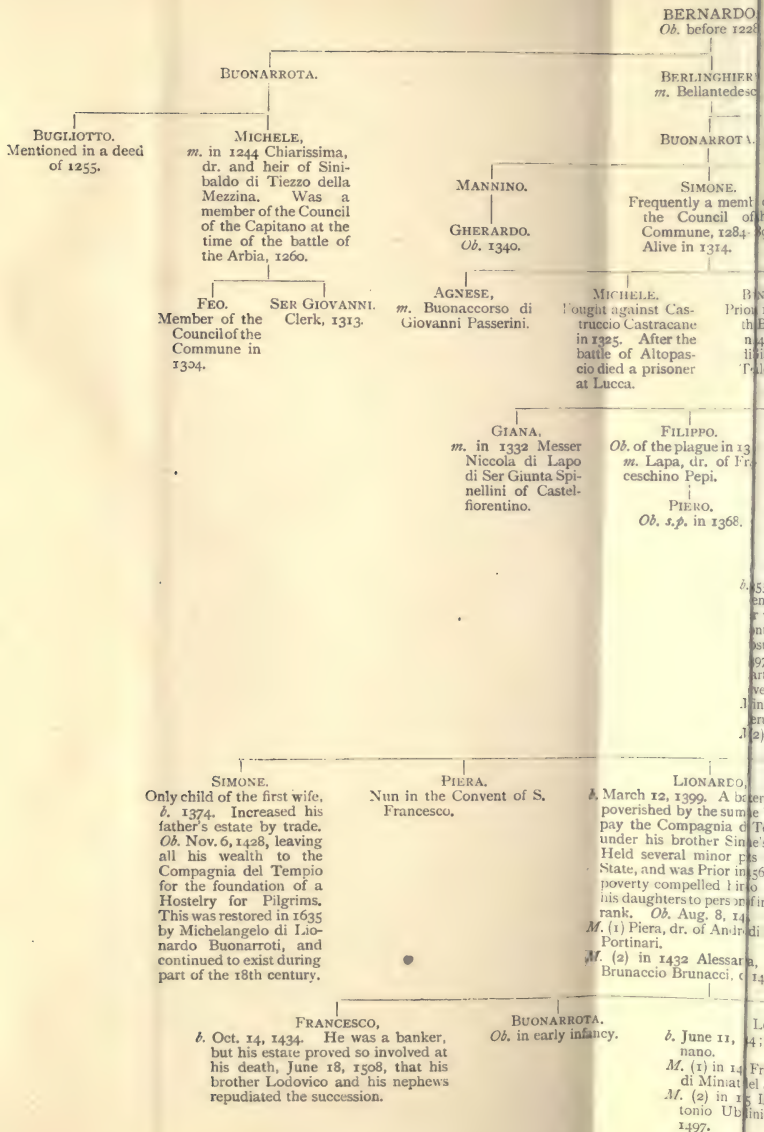 BERNARDO
Ob. before 1228
BUONARROTA.
BERLINGHIER
m. Bellantedesc
BUGLIOTTO.
Mentioned in a deed
of 1255.
MICHELE,
m. in 1244 Chiarissima,
dr. and heir of Sini-
baldo di Tiezzo della
Mezzina. Was a
member of the Council
of the Capitano at the
time of the battle of
the Arbia, 1260.
BUONARROTA.
MANNINO.
GHERARDO.
Ob. 1340.
SIMONE.
Frequently a memb
the Council of
Commune, 1284-
Alive in 1314.
FEO.
Member of the
Council of the
Commune in
1304.
SER GIOVANNI.
Clerk, 1313.
AGNESE,
m. Buonaccorso di
Giovanni Passerini.
MICHELE.
Fought against Cas-
truccio Castracane
in 1325. After the
battle of Altopas-
cio died a prisoner
at Lucca.
Prior
GIANA,
m. in 1332 Messer
Niccola di Lapo
di Ser Giunta Spi-
nellini of Castel-
fiorentino.
FILIPPO.
Ob. of the plague in 13
m. Lapa, dr. of Fra
ceschino Pepi.
PIERO.
Ob. s.p. in 1368.
b.
SIMONE.
Only child of the first wife,
b. 1374. Increased his
father's estate by trade.
Ob. Nov. 6, 1428, leaving
all his wealth to the
Compagnia del Tempio
for the foundation of a
Hostelry for Pilgrims.
This was restored in 1635
by Michelangelo di Lio-
nardo Buonarroti, and
continued to exist during
part of the 18th century.
PIERA.
Nun in the Convent of S.
Francesco.
LIONARDO,
b. March 12, 1399. A
poverished by the sum
pay the Compagnia d
under his brother Sim
Held several minor
State, and was Prior in
poverty compelled
his daughters to person
rank. Ob. Aug. 8, 14
M. (1) Piera, dr. of Andr
Portinari.
M. (2) in 1432 Alessan
Brunaccio Brunacci,
FRANCESCO,
b. Oct. 14, 1434. He was a banker,
but his estate proved so involved at
his death, June 18, 1508, that his
brother Lodovico and his nephews
repudiated the succession.
BUONARROTA.
Ob. in early infancy.
b. June 11,
nano.
M. (1) in 14
di Miniat
M. (2) in 1
tonio Ub
1497.